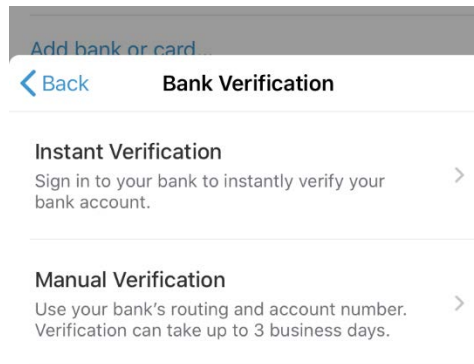 Add bank or card...
Back
Bank Verification
Instant Verification
Sign in to your bank to instantly verify your
bank account.
Manual Verification
Use your bank's routing and account number.
Verification can take up to 3 business days.